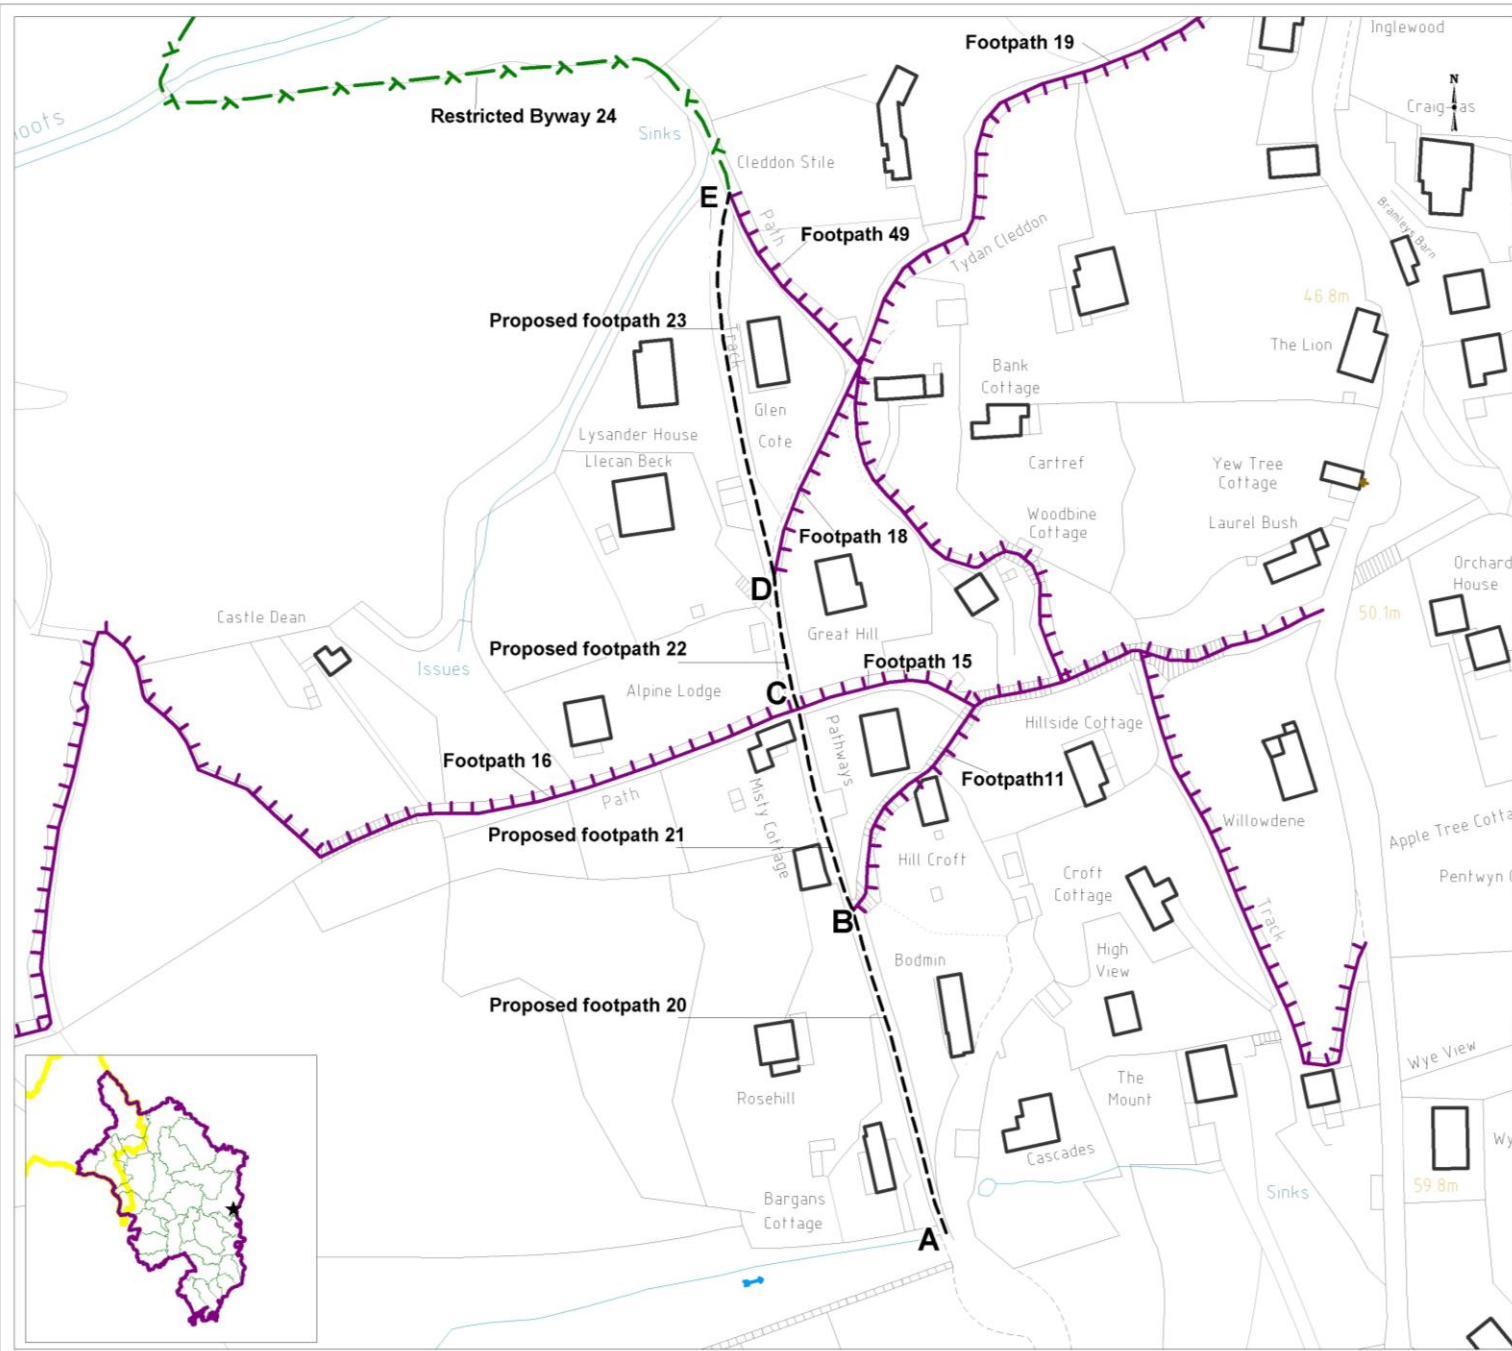 Footpath 19
Inglewood
N
Craig-las
Restricted Byway 24
oots
Sinks
Cleddon Stile
Path
E
Footpath 49
Tydan Cleddon
Bramleys Barn
46.8m
Proposed footpath 23
Track
The Lion
Bank
Cottage
Glen
Cote
Lysander House
Llecan Beck
Cartref
Yew Tree
Cottage
Woodbine
Cottage
Laurel Bush
Footpath 18
Orchard
House
D
50.1m
Castle Dean
Great Hill
Proposed footpath 22
Issues
Footpath 15
Alpine Lodge
C
Hillside Cottage
Pathways
Footpath 16
Footpath11
Path
Misty Cottage
Willowdene
Proposed footpath 21
Apple Tree Cotta
Hill Croft
Croft
Cottage
Pentwyn
B
Track
Bodmin
High
View
Proposed footpath 20
Wye View
The
Mount
Rosehill
Cascades
Wy
59.8m
Sinks
Bargans
Cottage
A